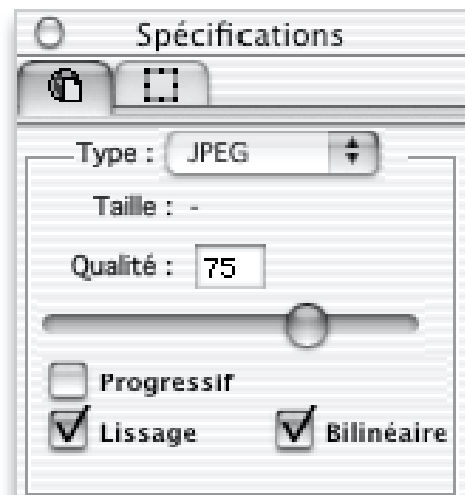 Spécifications
Type : JPEG
Taille : -
Qualité : 75
Progressif
Lissage Bilinéaire